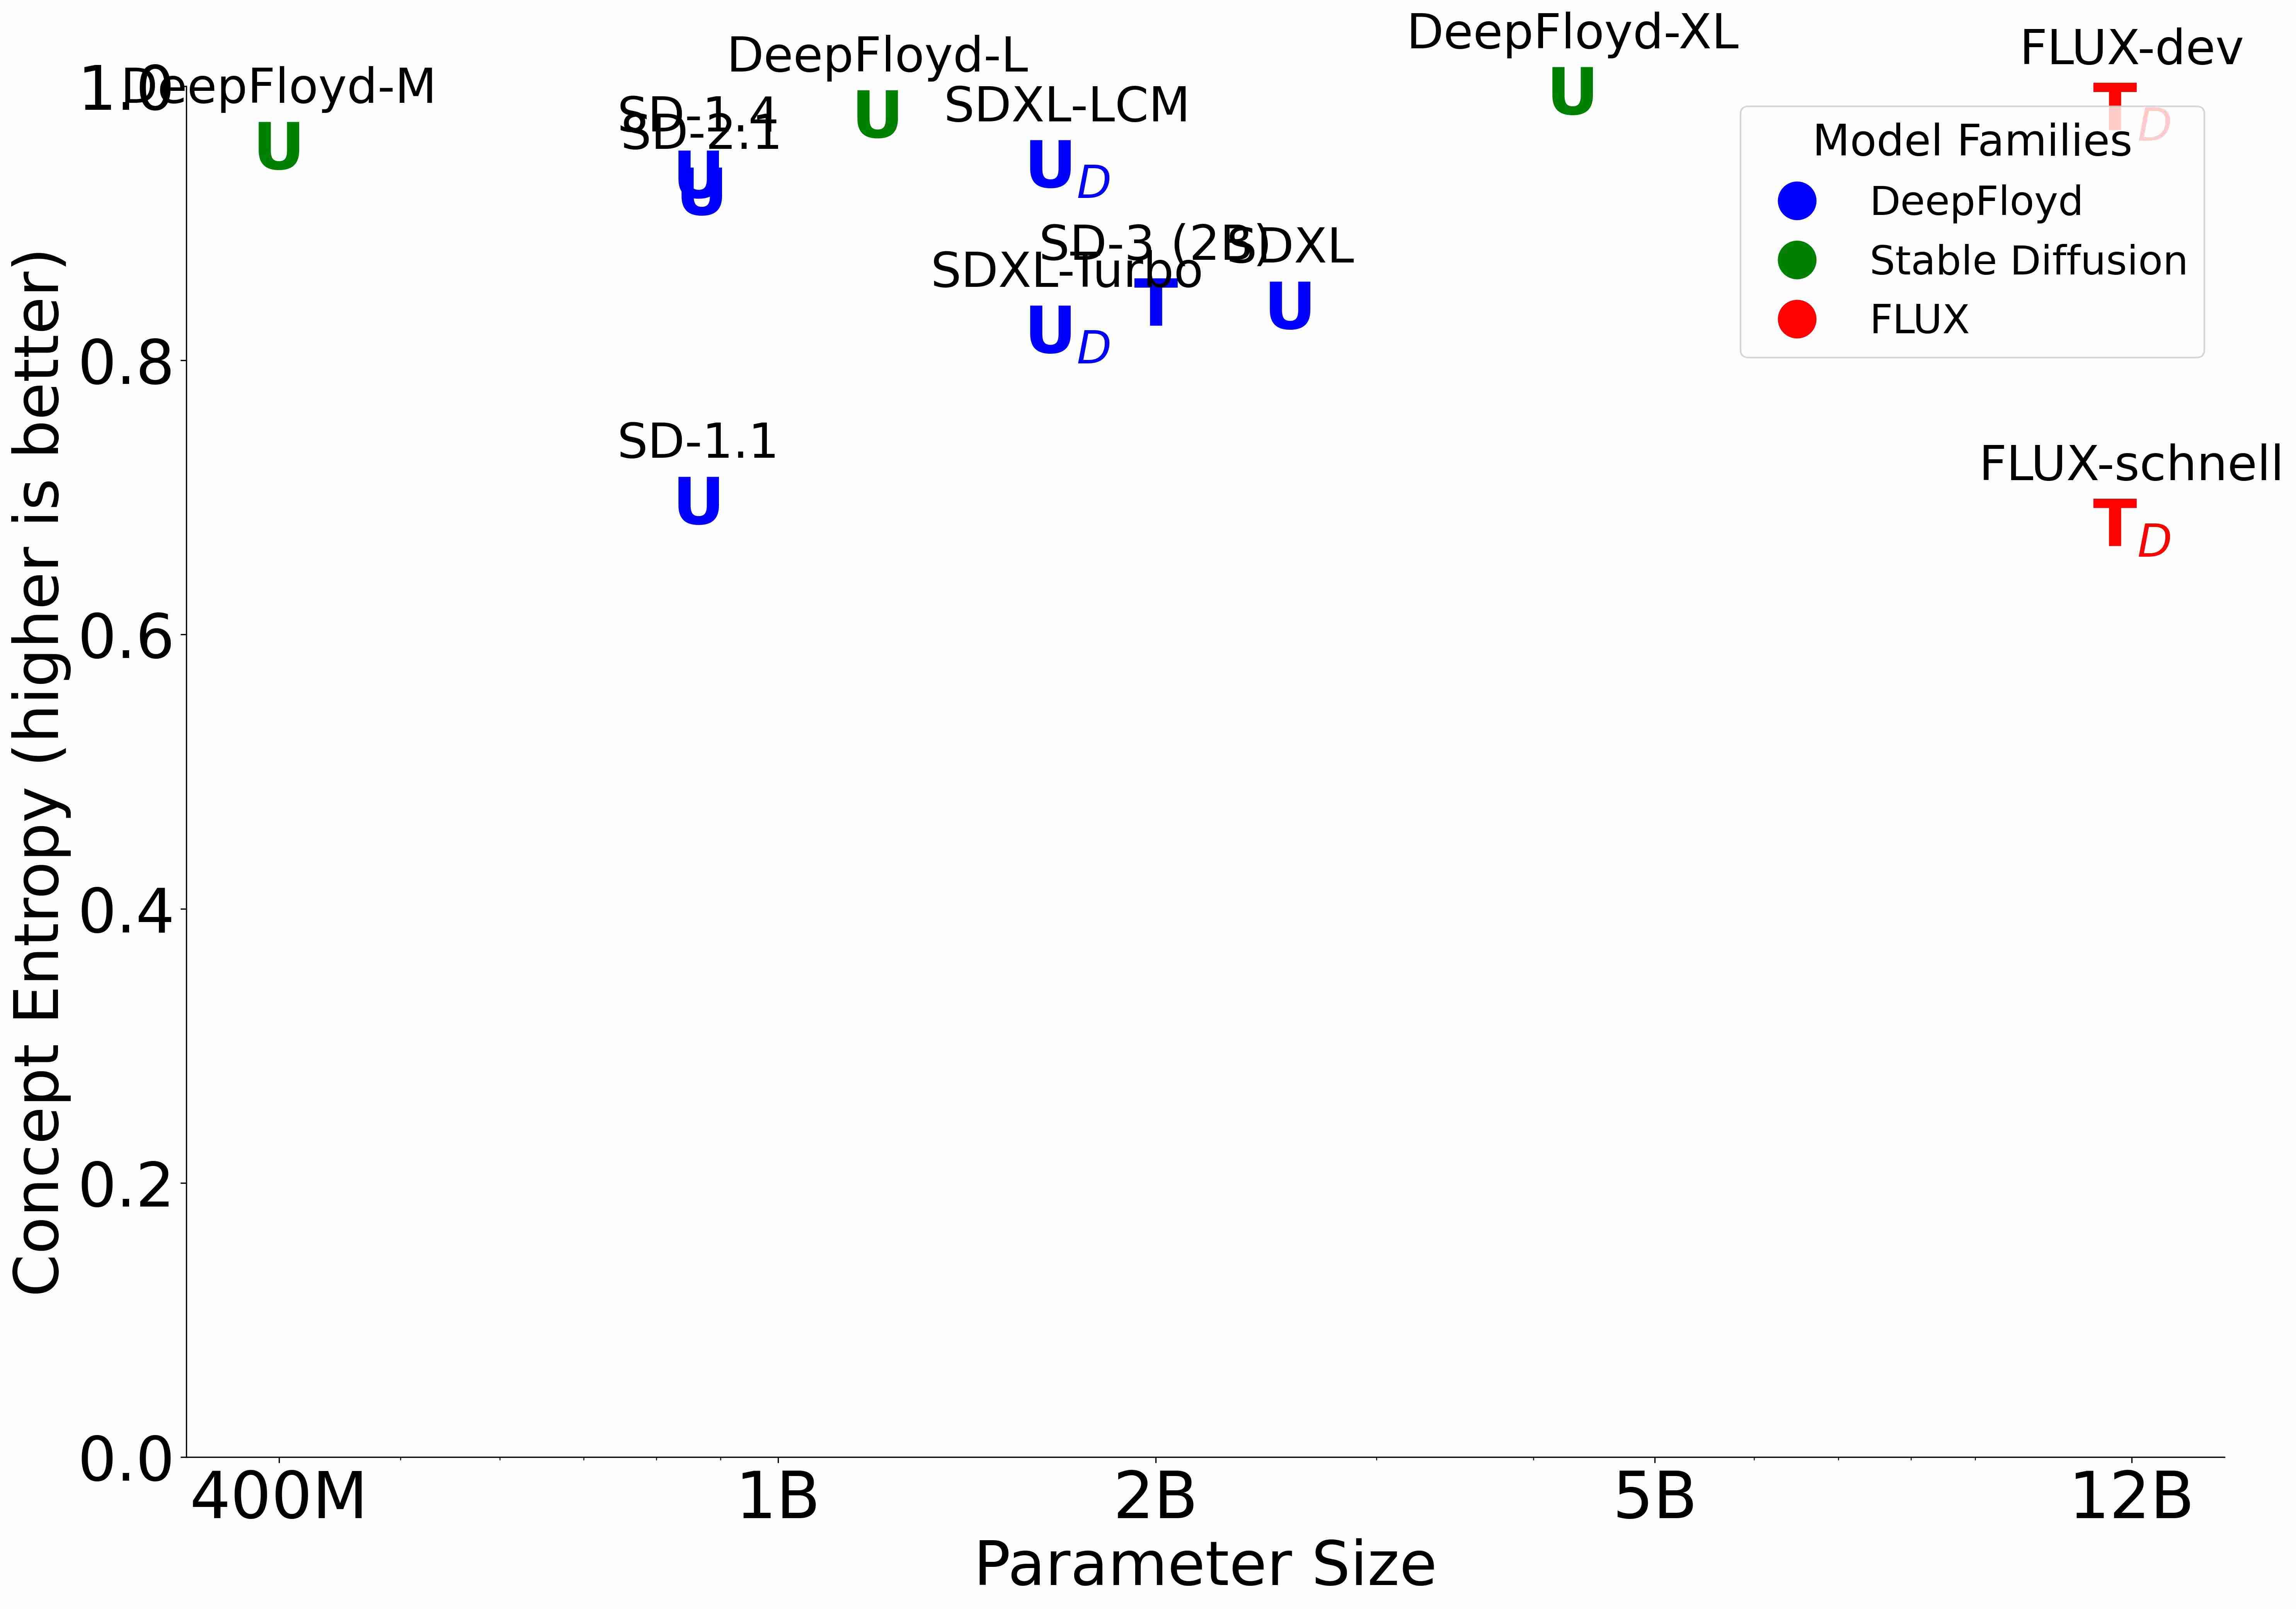 DeepFloyd-XL
FLUX-dev
DeepFloyd-L
DeepFloyd-M
SDXL-LCM
SD-1.4
SD-2.1
U
U
U
T D
U
U
U D
SD-3 (2B)
SDXL
SDXL-Turbo
T
U
U D
SD-1.1
U
FLUX-schnell
T D
Model Families
DeepFloyd
Stable Diffusion
FLUX
Concept Entropy (higher is better)
1.0
0.8
0.6
0.4
0.2
0.0
400M
1B
2B
5B
12B
Parameter Size